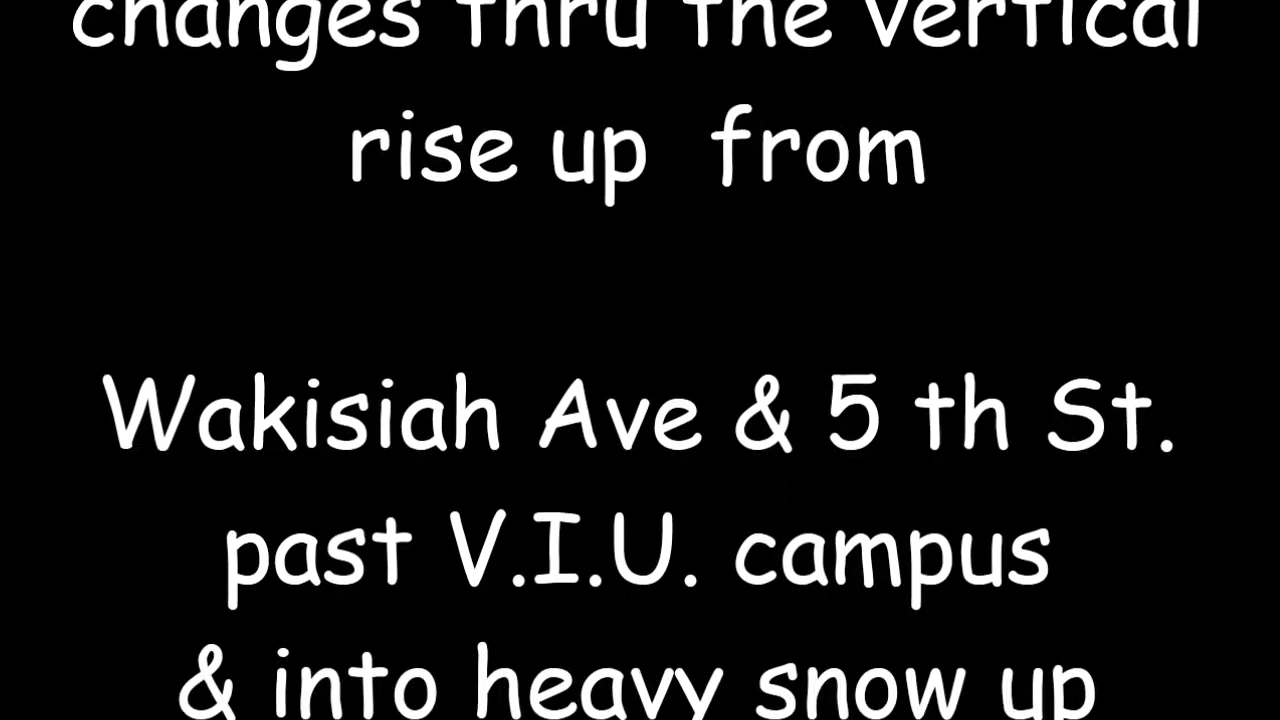 changes thru the vertical
rise up from
Wakisiah Ave & 5 th St.
past V.I.U. campus
& into heavy snow up